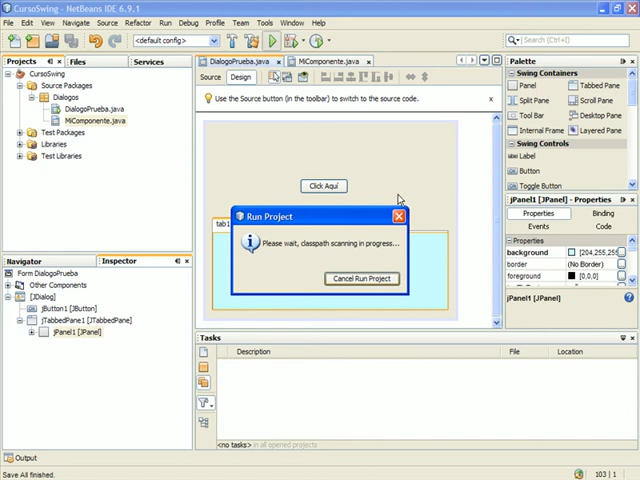 CursoSwing - NetBeans IDE 6.9.1
File Edit View Navigate Source Refactor Run Debug Profile Team Tools Window Help
<default config>
Search (Ctrl+I)
Projects
Files
Services
CursoSwing
Source Packages
Dialogos
DialogoPrueba.java
MiComponente.java
Test Packages
Libraries
Test Libraries
DialogoPrueba.java
MiComponente.java
Source
Design
Use the Source button (in the toolbar) to switch to the source code.
Click Aquí
tab1
Run Project
Please wait, classpath scanning in progress...
Cancel Run Project
Palette
Swing Containers
Panel
Tabbed Pane
Split Pane
Scroll Pane
Tool Bar
Desktop Pane
Internal Frame
Layered Pane
Swing Controls
Label
Button
Toggle Button
jPanel1 [JPanel] - Properties
Properties
Binding
Events
Code
Properties
background
[204,255,255
border
(No Border)
foreground
[0,0,0]
jPanel1 [JPanel]
Navigator
Inspector
Form DialogoPrueba
Other Components
[JDialog]
jButton1 [JButton]
jTabbedPane1 [JTabbedPane]
jPanel1 [JPanel]
Tasks
Description
File
Location
<no tasks> in all opened projects
Output
Save All finished.
103 | 1